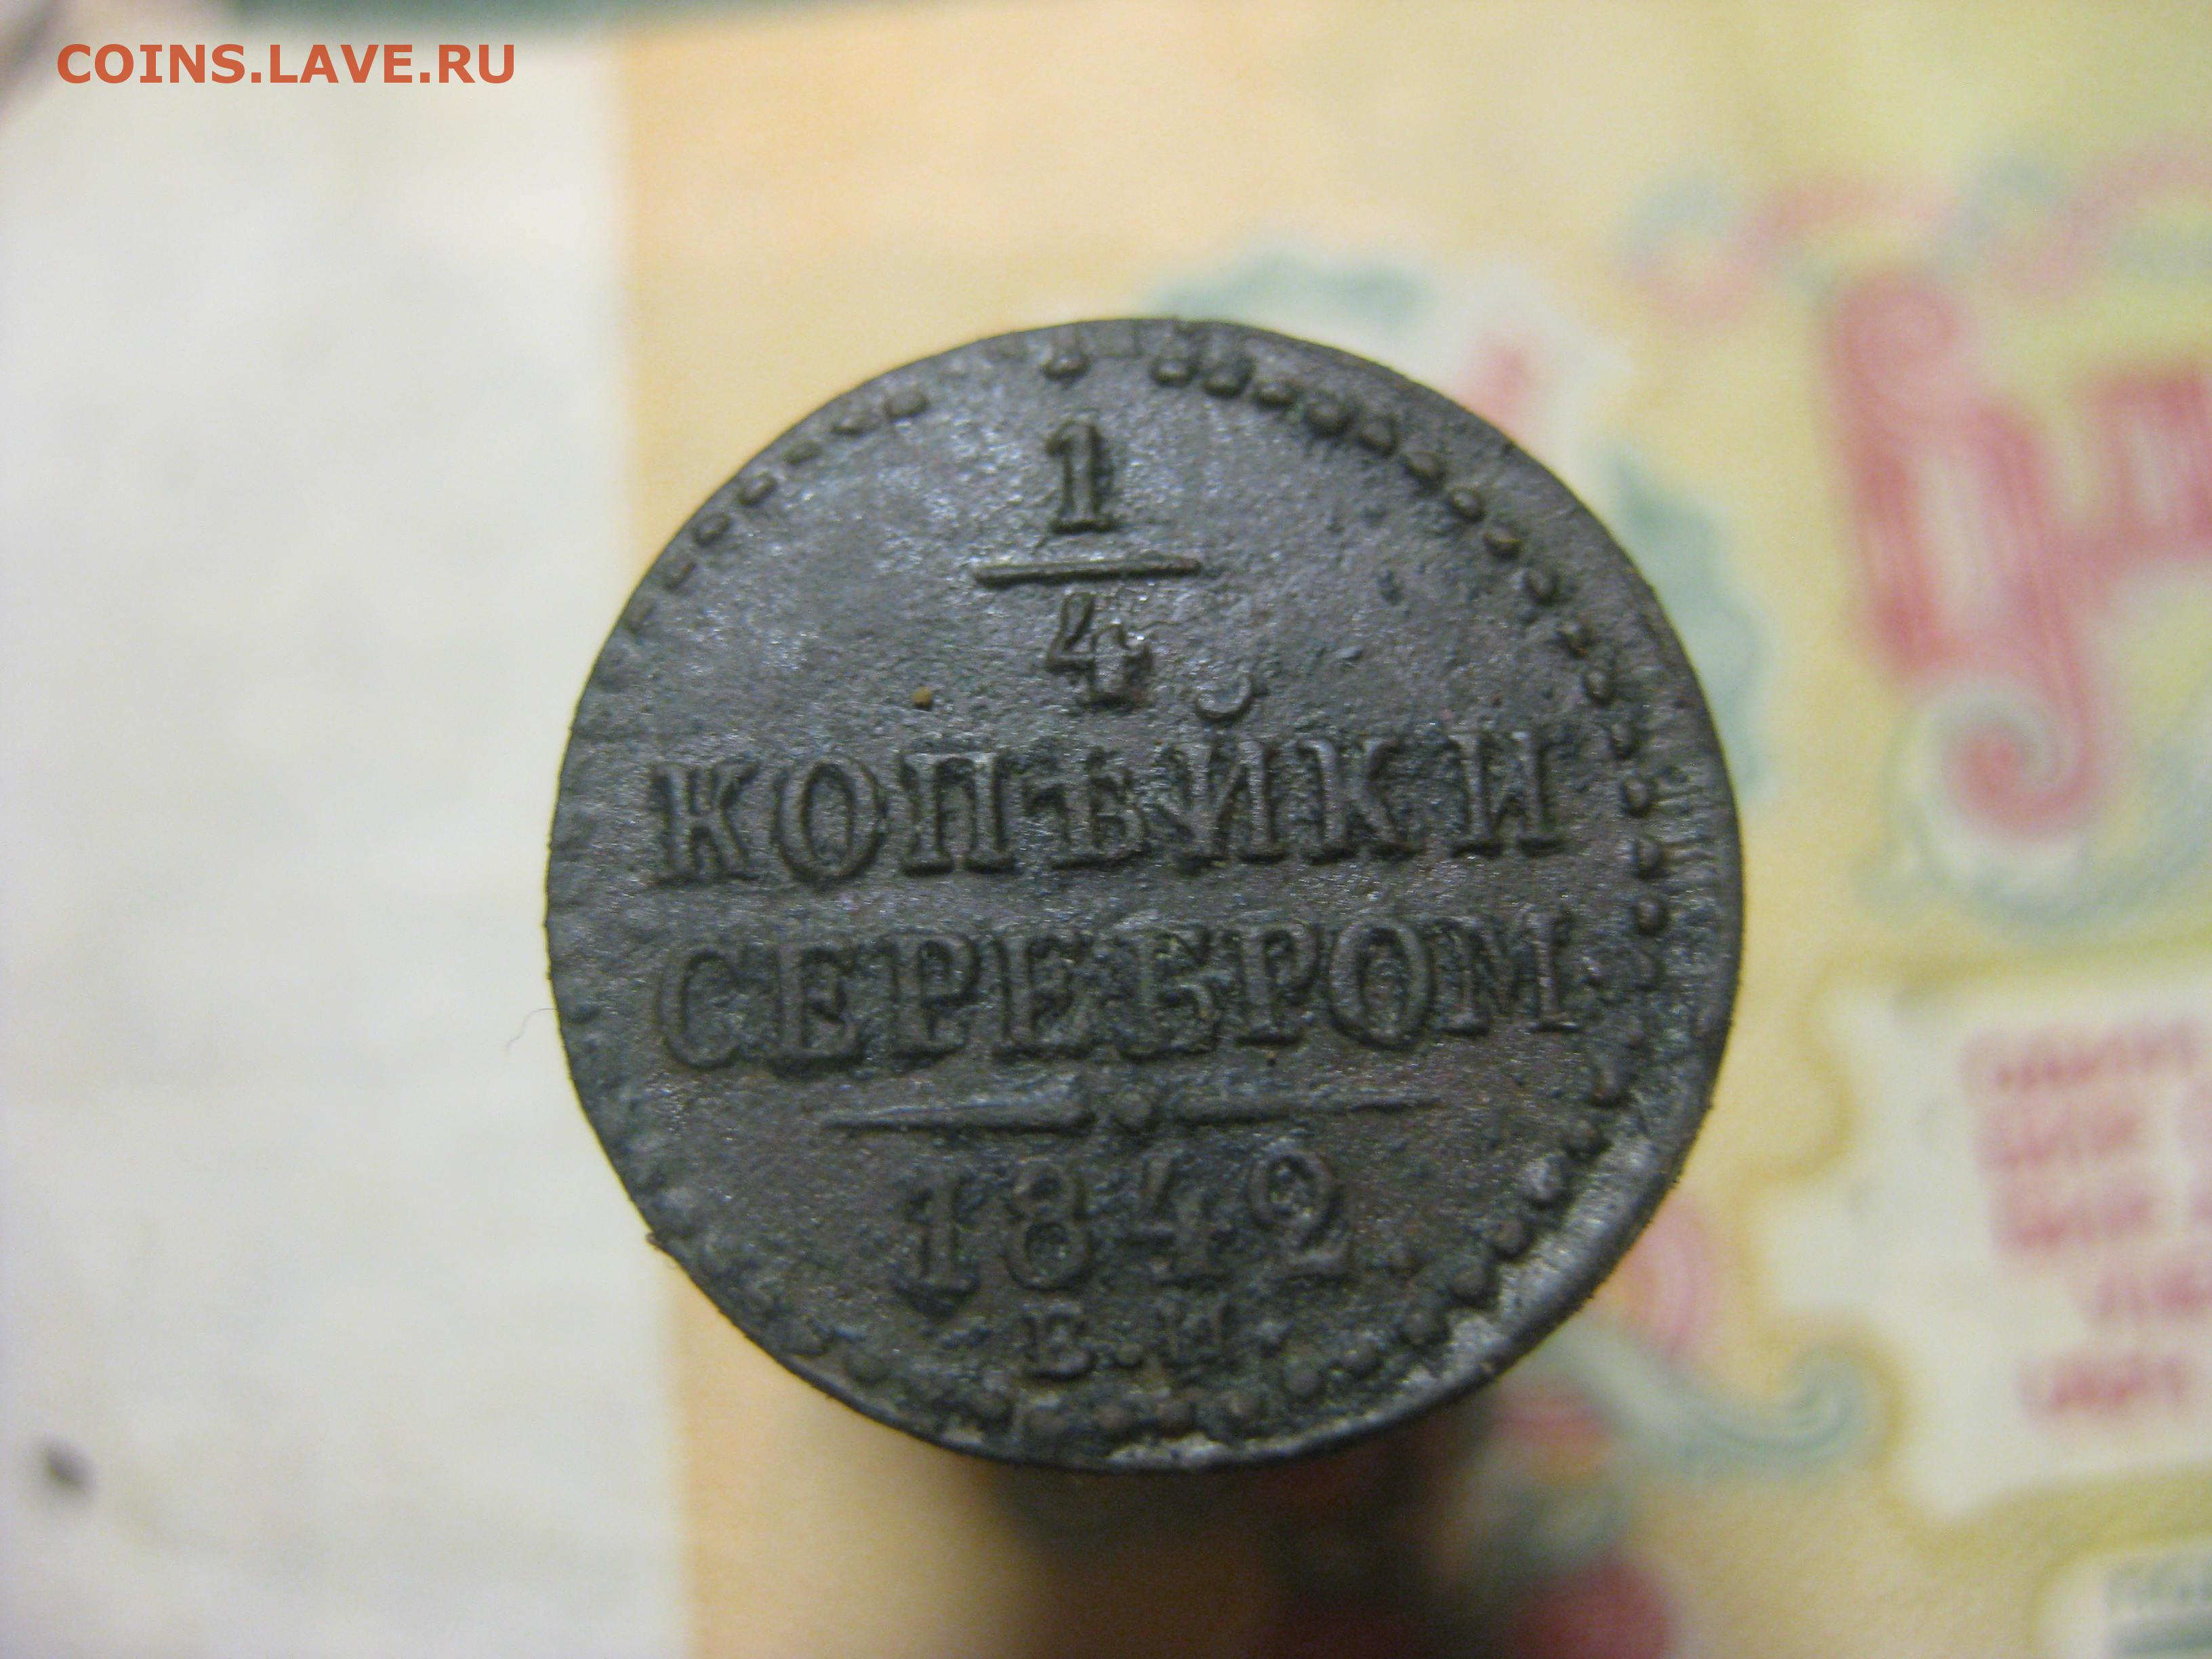 COINS.LAVE.RU
1
4
КОПѢЙКИ
СЕРЕБРОМ
1842